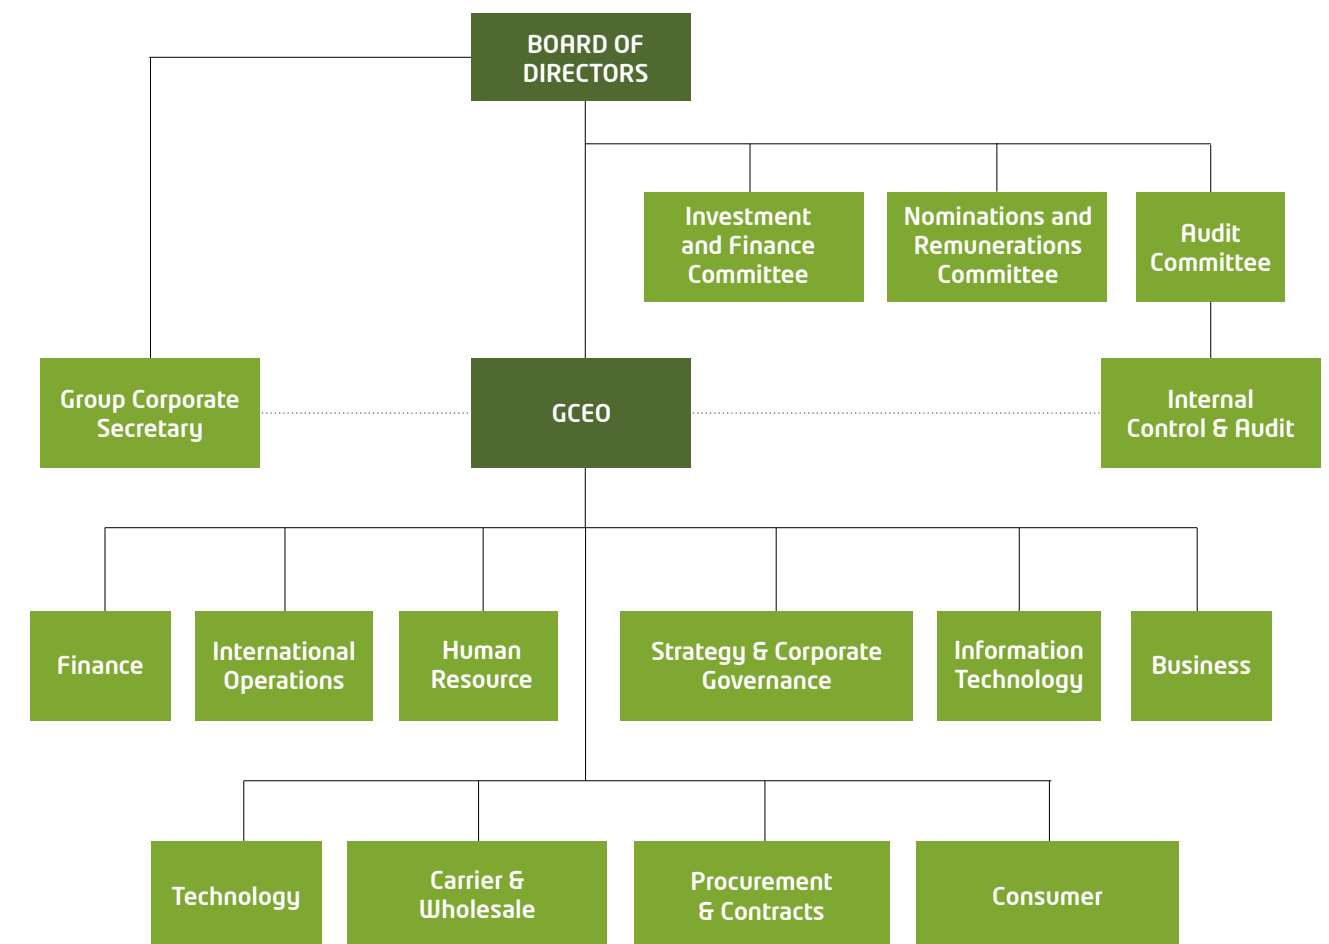 BOARD OF
DIRECTORS
Investment
and Finance
Committee
Nominations and
Remunerations
Committee
Audit
Committee
Group Corporate
Secretary
GCEO
Internal
Control & Audit
Finance
International
Operations
Human
Resource
Strategy & Corporate
Governance
Information
Technology
Business
Technology
Carrier &
Wholesale
Procurement
& Contracts
Consumer